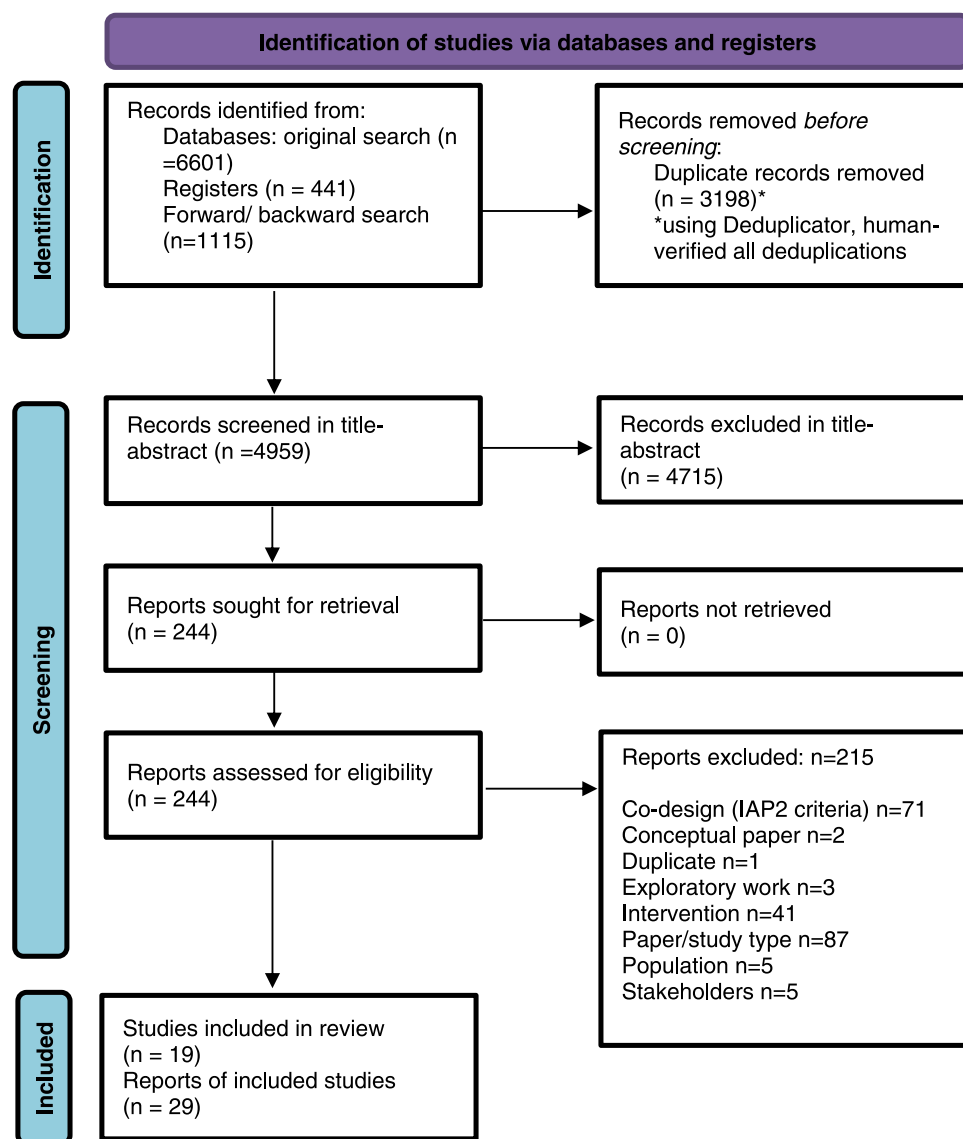 Identification of studies via databases and registers
Identification
Records identified from:
Databases: original search (n
=6601)
Registers (n = 441)
Forward/ backward search
(n=1115)
Records removed before
screening:
Duplicate records removed
(n = 3198)*
*using Deduplicator, human-
verified all deduplications
Screening
Records screened in title-
abstract (n =4959)
Records excluded in title-
abstract
(n = 4715)
Reports sought for retrieval
(n = 244)
Reports not retrieved
(n = 0)
Reports assessed for eligibility
(n = 244)
Reports excluded: n=215
Co-design (IAP2 criteria) n=71
Conceptual paper n=2
Duplicate n=1
Exploratory work n=3
Intervention n=41
Paper/study type n=87
Population n=5
Stakeholders n=5
Included
Studies included in review
(n = 19)
Reports of included studies
(n = 29)